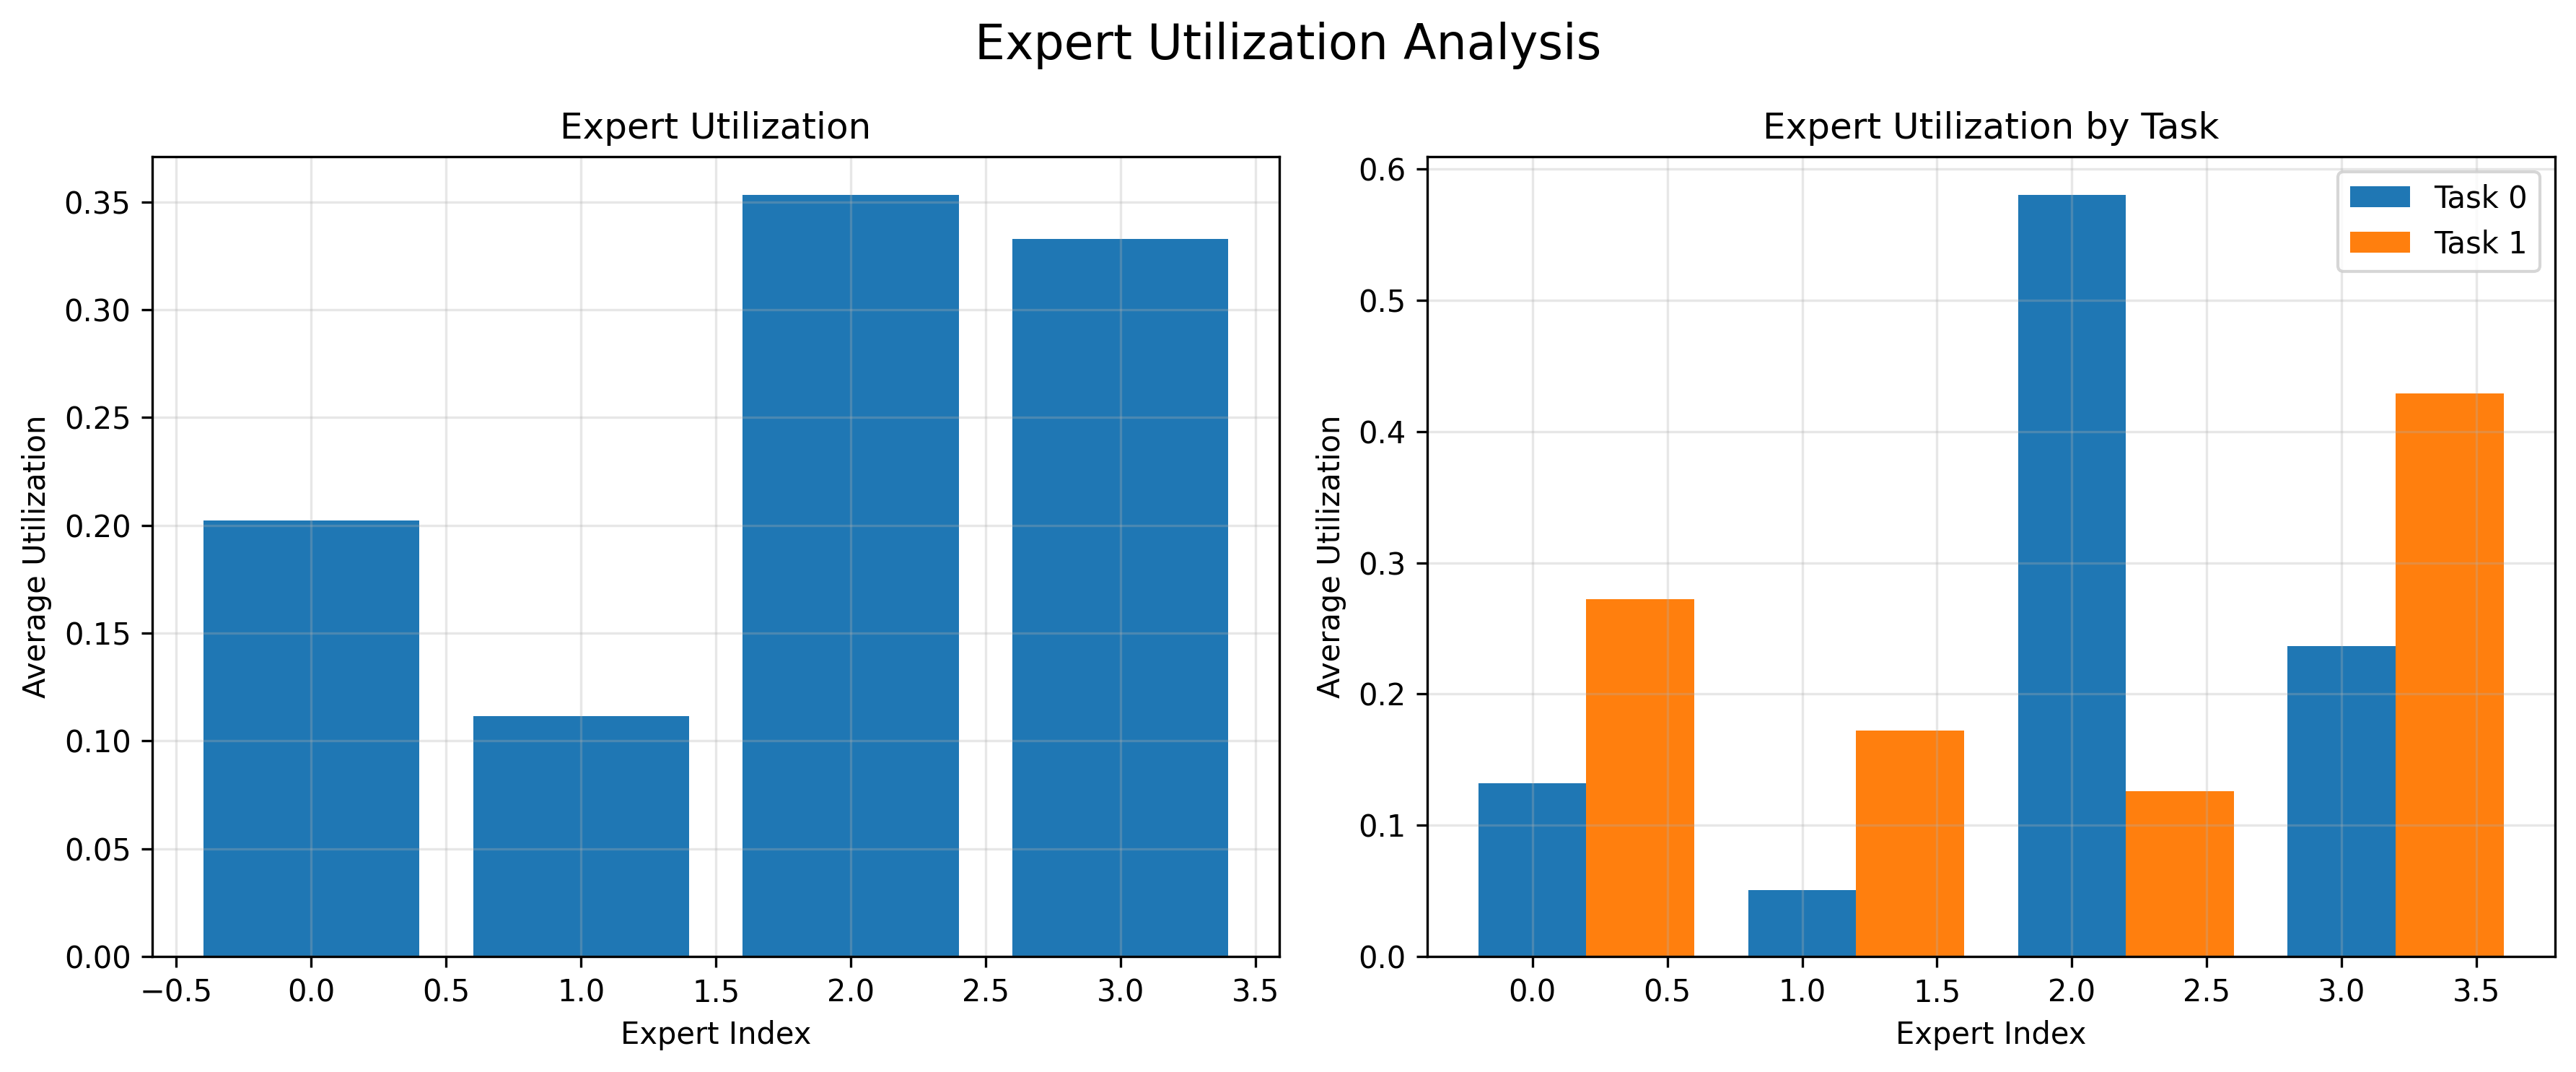 Expert Utilization Analysis
Expert Utilization
Average Utilization
0.35
0.30
0.25
0.20
0.15
0.10
0.05
0.00
−0.5 0.0 0.5 1.0 1.5 2.0 2.5 3.0 3.5
Expert Index
Expert Utilization by Task
Average Utilization
0.6
0.5
0.4
0.3
0.2
0.1
0.0
0.0 0.5 1.0 1.5 2.0 2.5 3.0 3.5
Expert Index
Task 0
Task 1